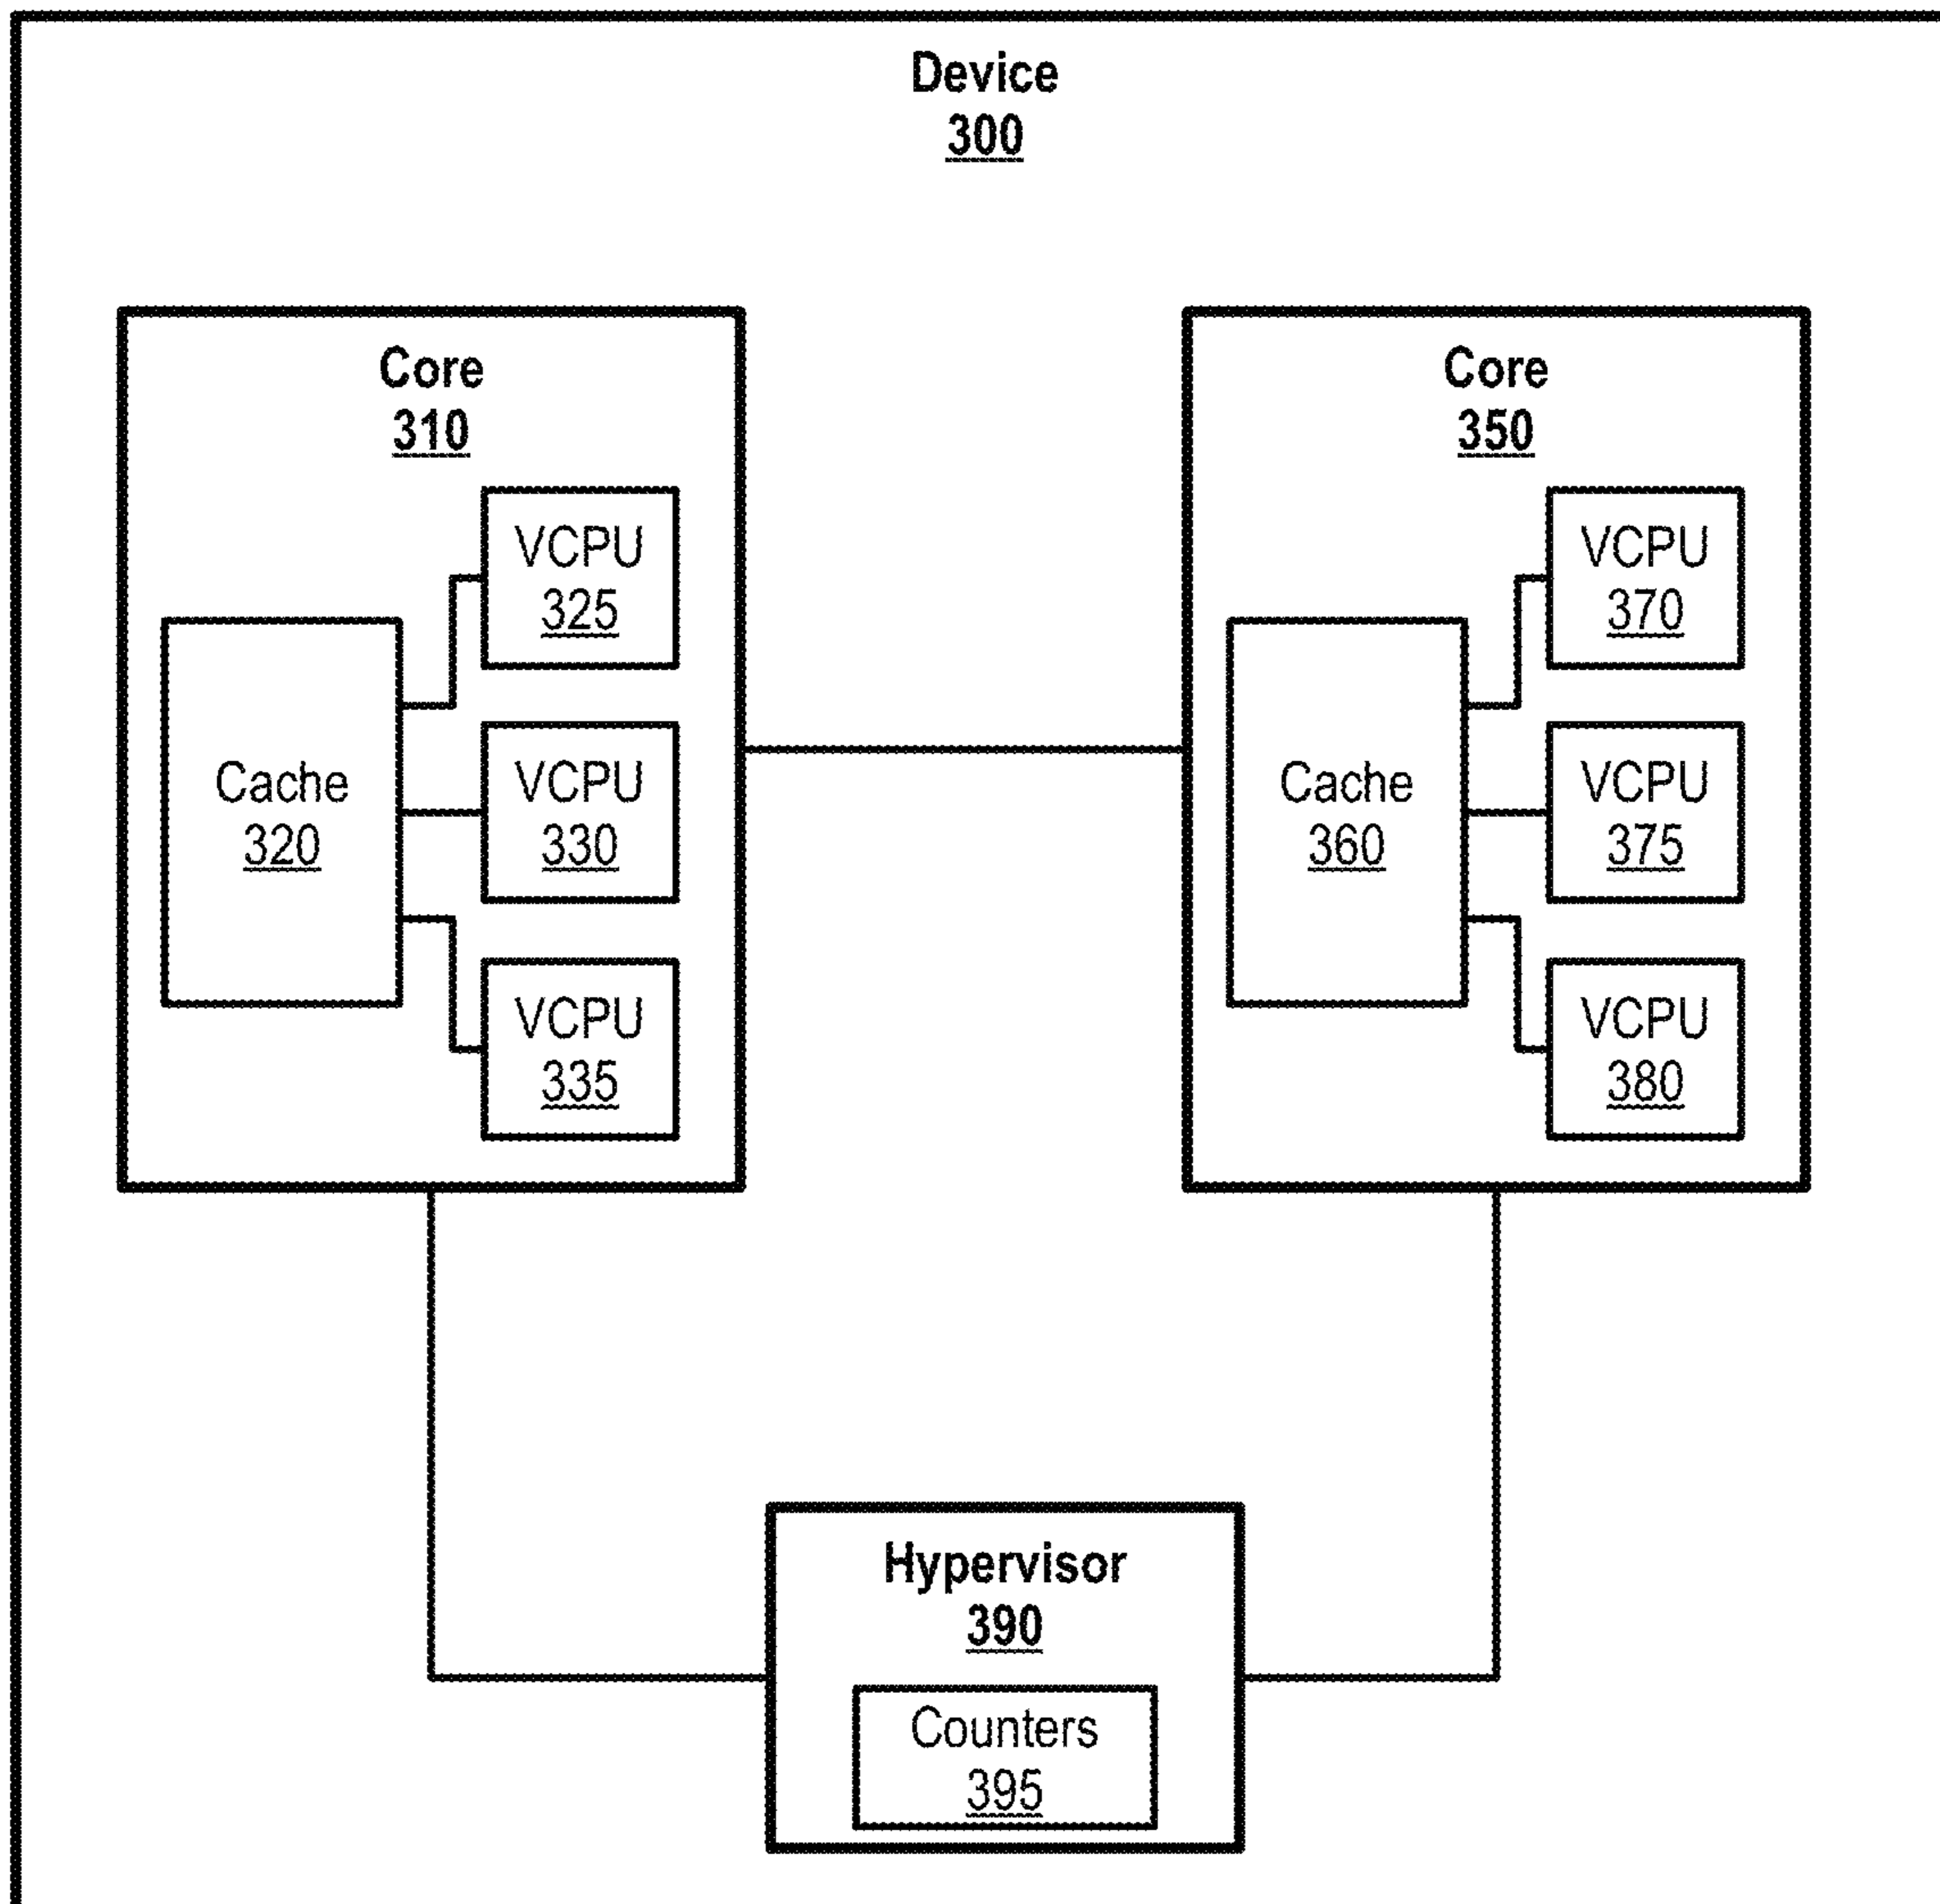 Device
300
Core
310
VCPU
325
Cache
320
VCPU
330
VCPU
335
Core
350
VCPU
370
Cache
360
VCPU
375
VCPU
380
Hypervisor
390
Counters
395